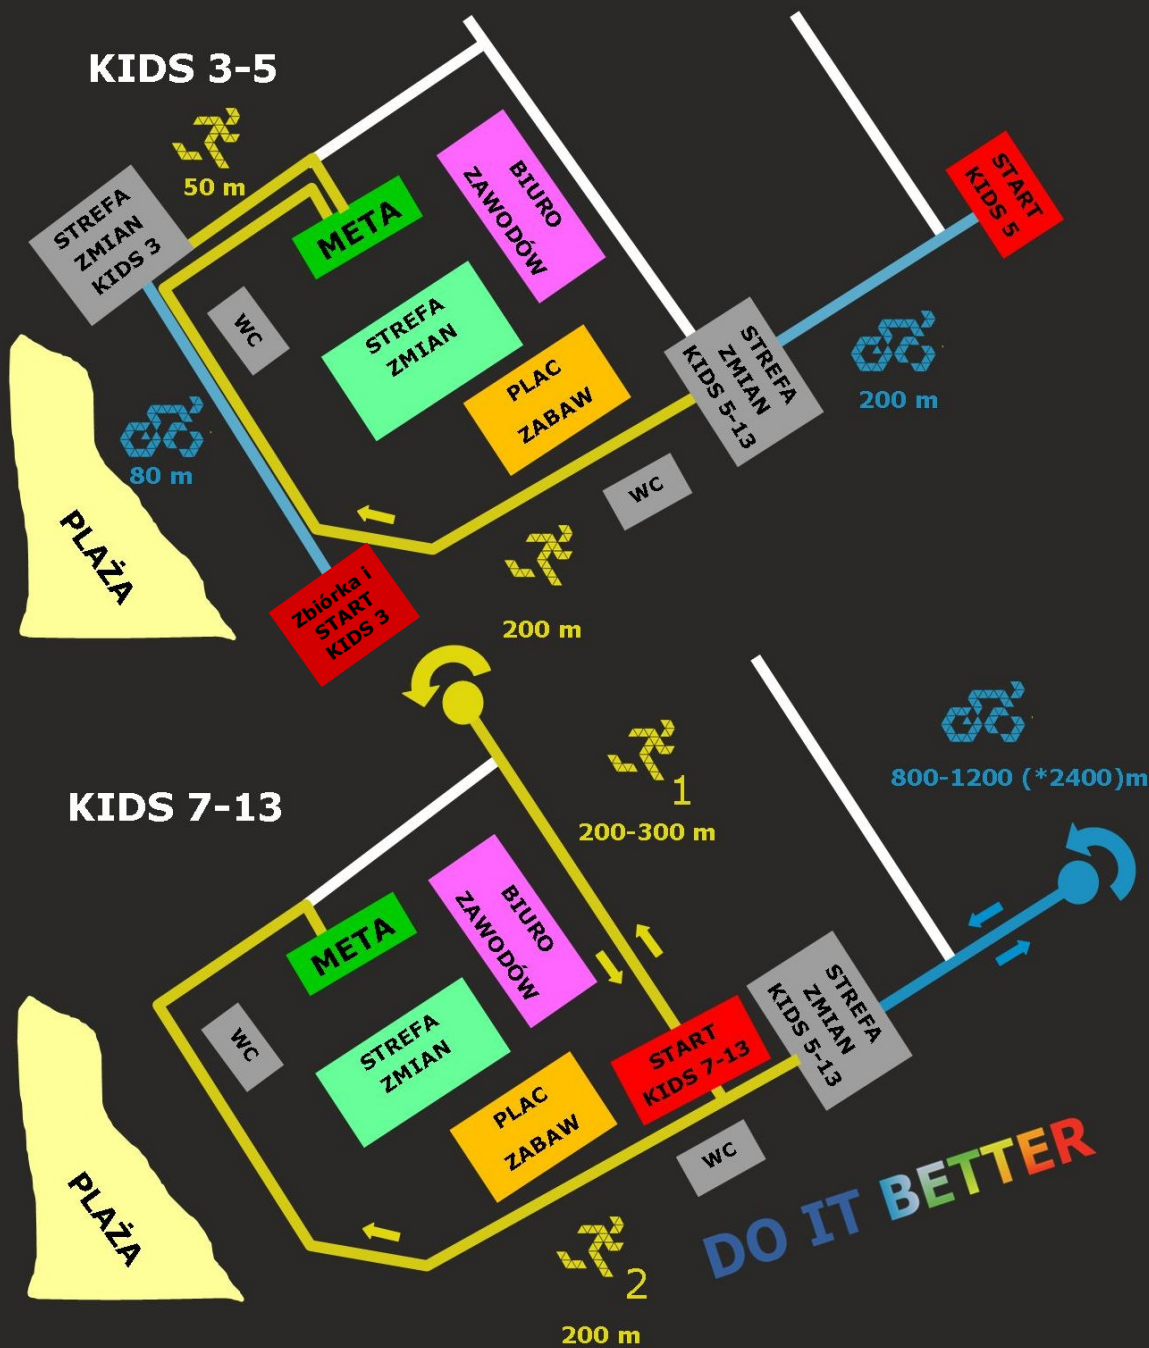 KIDS 3-5
50 m
STREFA
ZMIAN
KIDS 3
META
BIURO
ZAWODÓW
START
KIDS 5
WC
STREFA
ZMIAN
PLAC
ZABAW
STREFA
ZMIAN
KIDS 5-13
200 m
80 m
WC
PLAŻA
Zbiórka i
START
KIDS 3
200 m
KIDS 7-13
1
200-300 m
800-1200 (*2400)m
META
BIURO
ZAWODÓW
WC
STREFA
ZMIAN
PLAC
ZABAW
START
KIDS 7-13
STREFA
ZMIAN
KIDS 5-13
WC
PLAŻA
DO IT BETTER
2
200 m